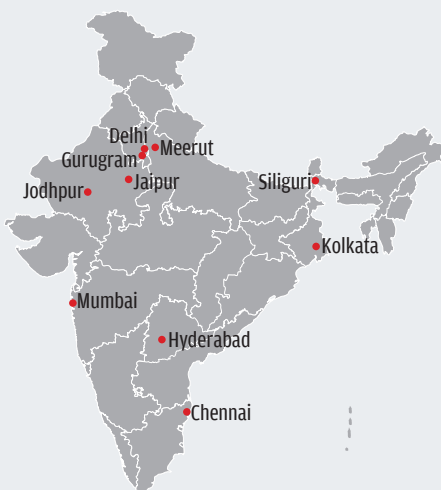 Delhi
Meerut
Gurugram
Jaipur
Siliguri
Jodhpur
Kolkata
Mumbai
Hyderabad
Chennai